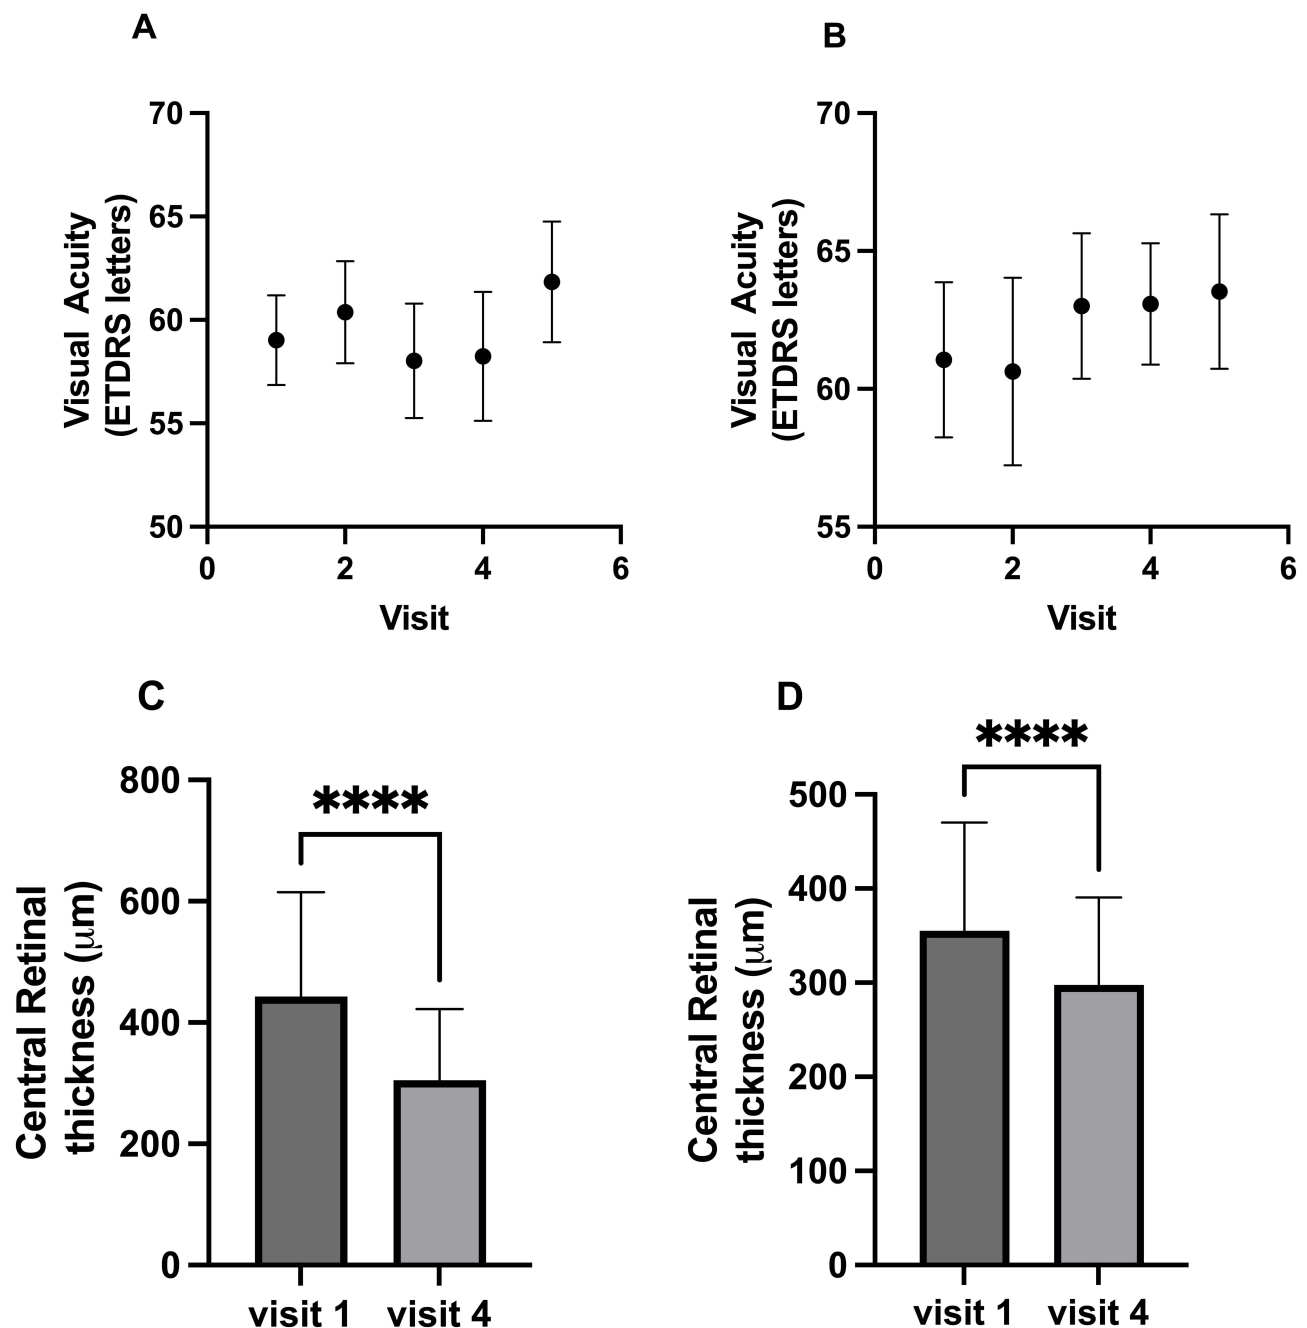 A
70
65
60
55
50
Visual Acuity
(ETDRS letters)
0 2 4 6
Visit
B
70
65
60
55
Visual Acuity
(ETDRS letters)
0 2 4 6
Visit
C
****
800
600
400
200
0
Central Retinal
thickness (μm)
visit 1 visit 4
D
****
500
400
300
200
100
0
Central Retinal
thickness (μm)
visit 1 visit 4